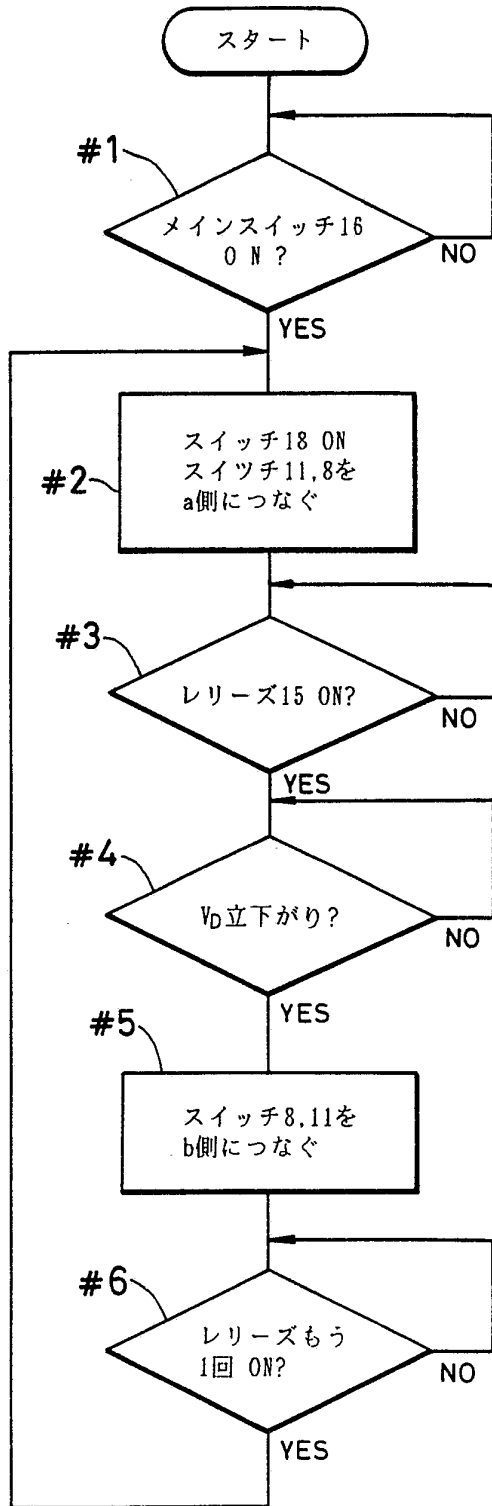 スタート
#1
メインスイッチ16
ON?
NO
YES
#2
スイッチ18 ON
スイツチ11,8を
a側につなぐ
#3
レリーズ15 ON?
NO
YES
#4
VD立下がり?
NO
YES
#5
スイッチ8,11を
b側につなぐ
#6
レリーズもう
1回 ON?
NO
YES